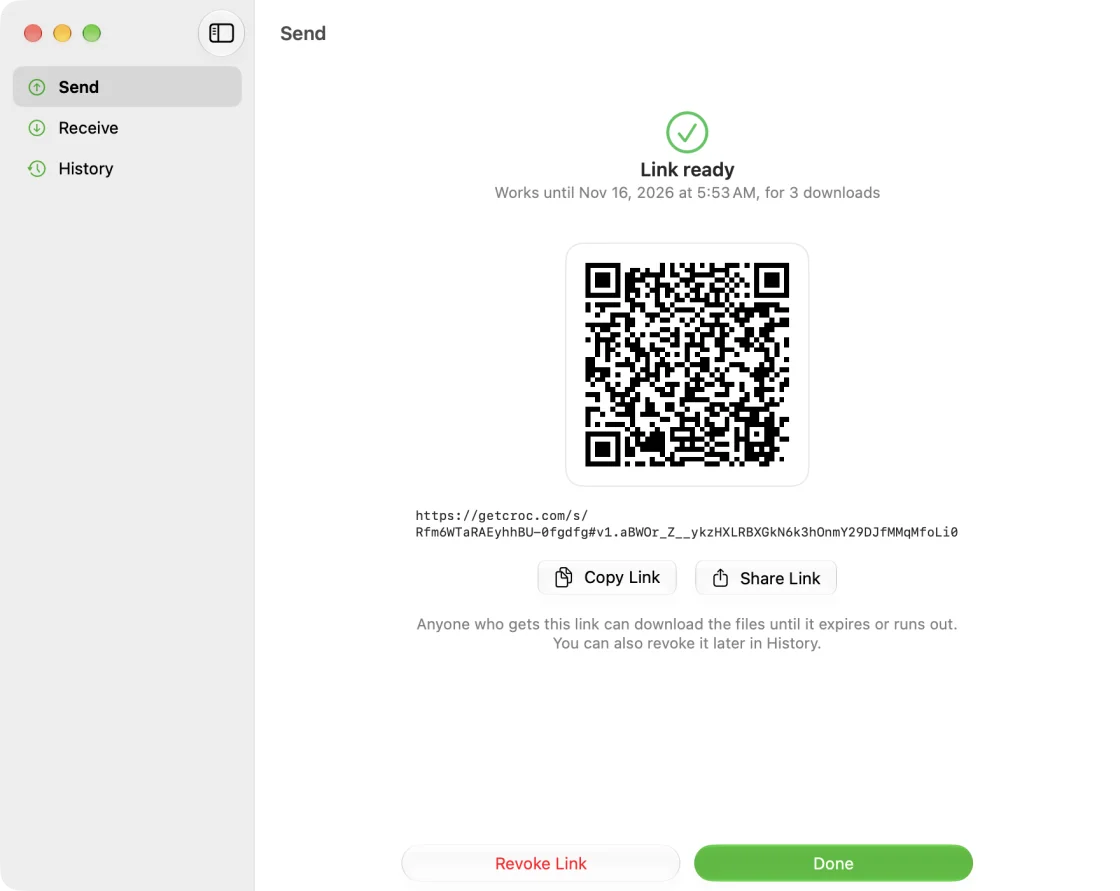 Send
Send
Receive
History
Link ready
Works until Nov 16, 2026 at 5:53 AM, for 3 downloads
https://getcroc.com/s/
Rfm6WTaRAEyhhBU-0fgdfg#v1.aBWOr_Z__ykzHXLRBXGkN6k3hOnmY29DJfMMqMfoLi0
Copy Link
Share Link
Anyone who gets this link can download the files until it expires or runs out.
You can also revoke it later in History.
Revoke Link
Done